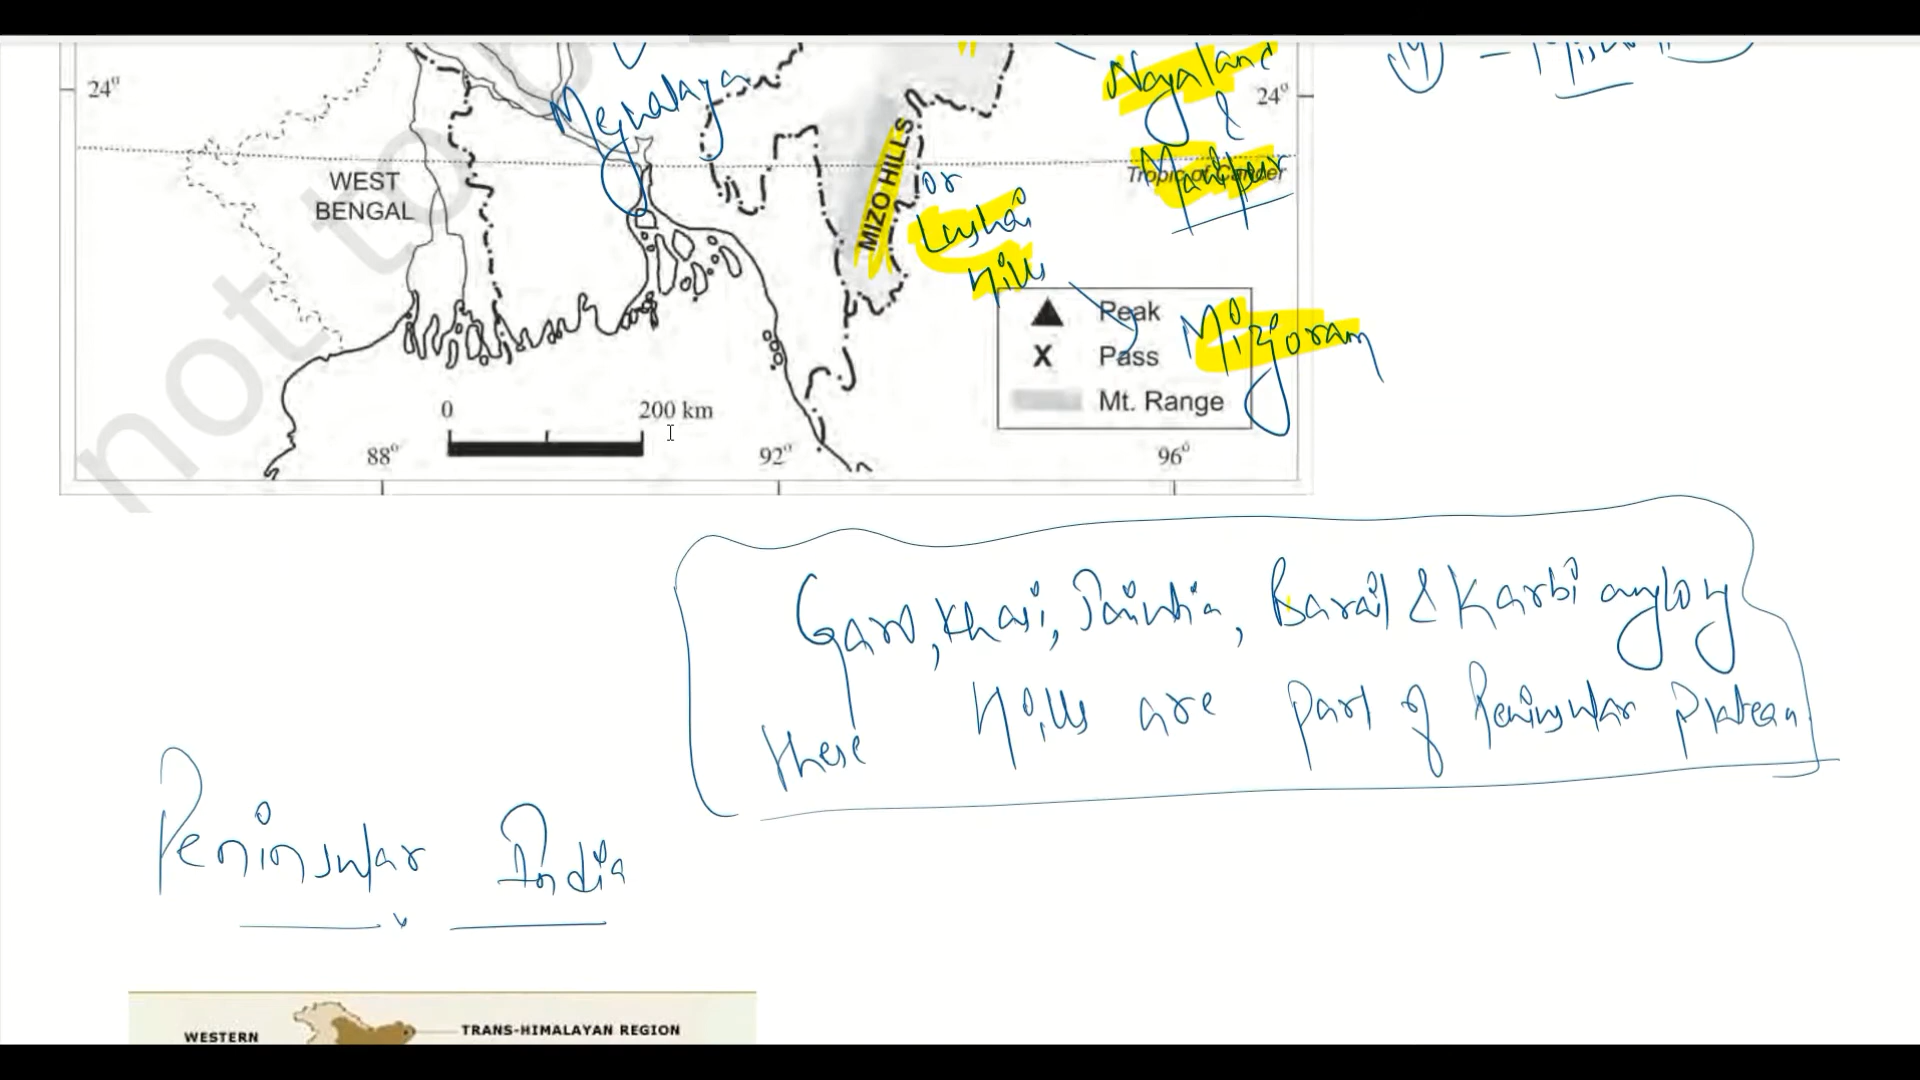 Nagaland
24°
24°
Meghalaya
&
MIZO HILLS
or
Tropic of Cancer
Manipur
WEST
BENGAL
Lushai
Hills
Peak
Mizoram
X Pass
Mt. Range
0 200 km
88° 92° 96°
not to
Garo, Khasi, Jaintia, Barail & Karbi anglong
these Hills are part of Peninsular Plateau.
Peninsular India
WESTERN
TRANS-HIMALAYAN REGION